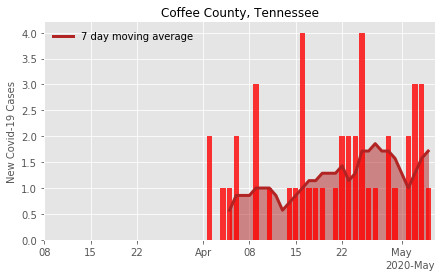 Coffee County, Tennessee
7 day moving average
New Covid-19 Cases
4.0
3.5
3.0
2.5
2.0
1.5
1.0
0.5
0.0
08 15 22 Apr 08 15 22 May
2020-May